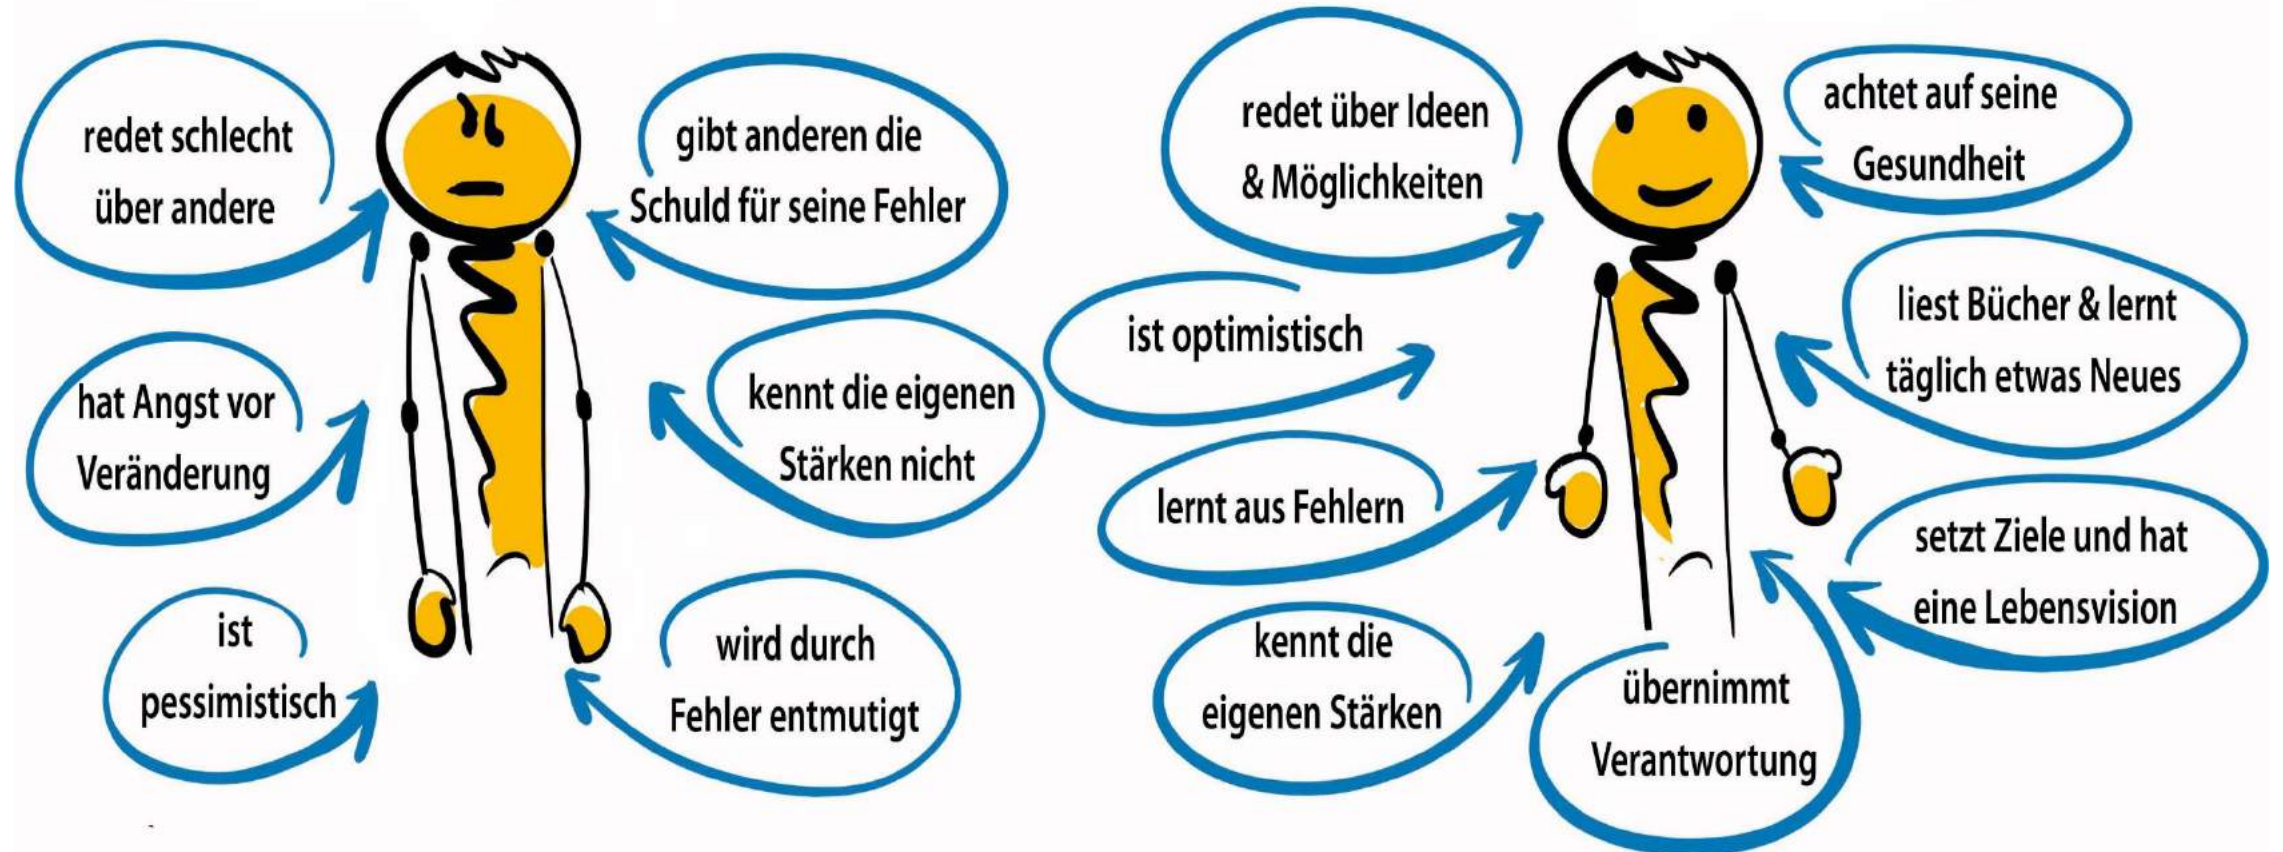 redet schlecht
über andere
gibt anderen die
Schuld für seine Fehler
hat Angst vor
Veränderung
kennt die eigenen
Stärken nicht
ist
pessimistisch
wird durch
Fehler entmutigt
redet über Ideen
& Möglichkeiten
achtet auf seine
Gesundheit
ist optimistisch
liest Bücher & lernt
täglich etwas Neues
lernt aus Fehlern
setzt Ziele und hat
eine Lebensvision
kennt die
eigenen Stärken
übernimmt
Verantwortung